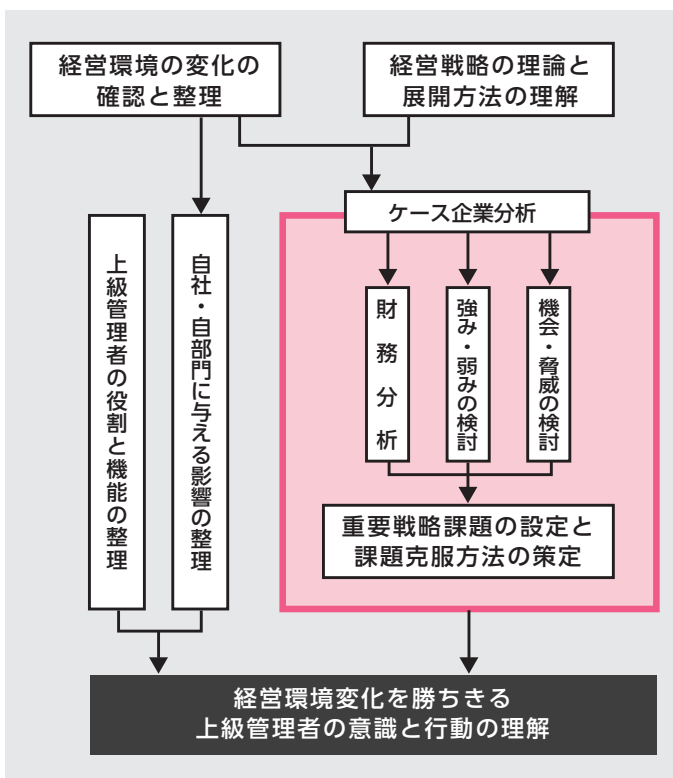 経営環境の変化の
確認と整理
経営戦略の理論と
展開方法の理解
ケース企業分析
上級管理者の役割と機能の整理
自社・自部門に与える影響の整理
財務分析
強み・弱みの検討
機会・脅威の検討
重要戦略課題の設定と
課題克服方法の策定
経営環境変化を勝ちきる
上級管理者の意識と行動の理解